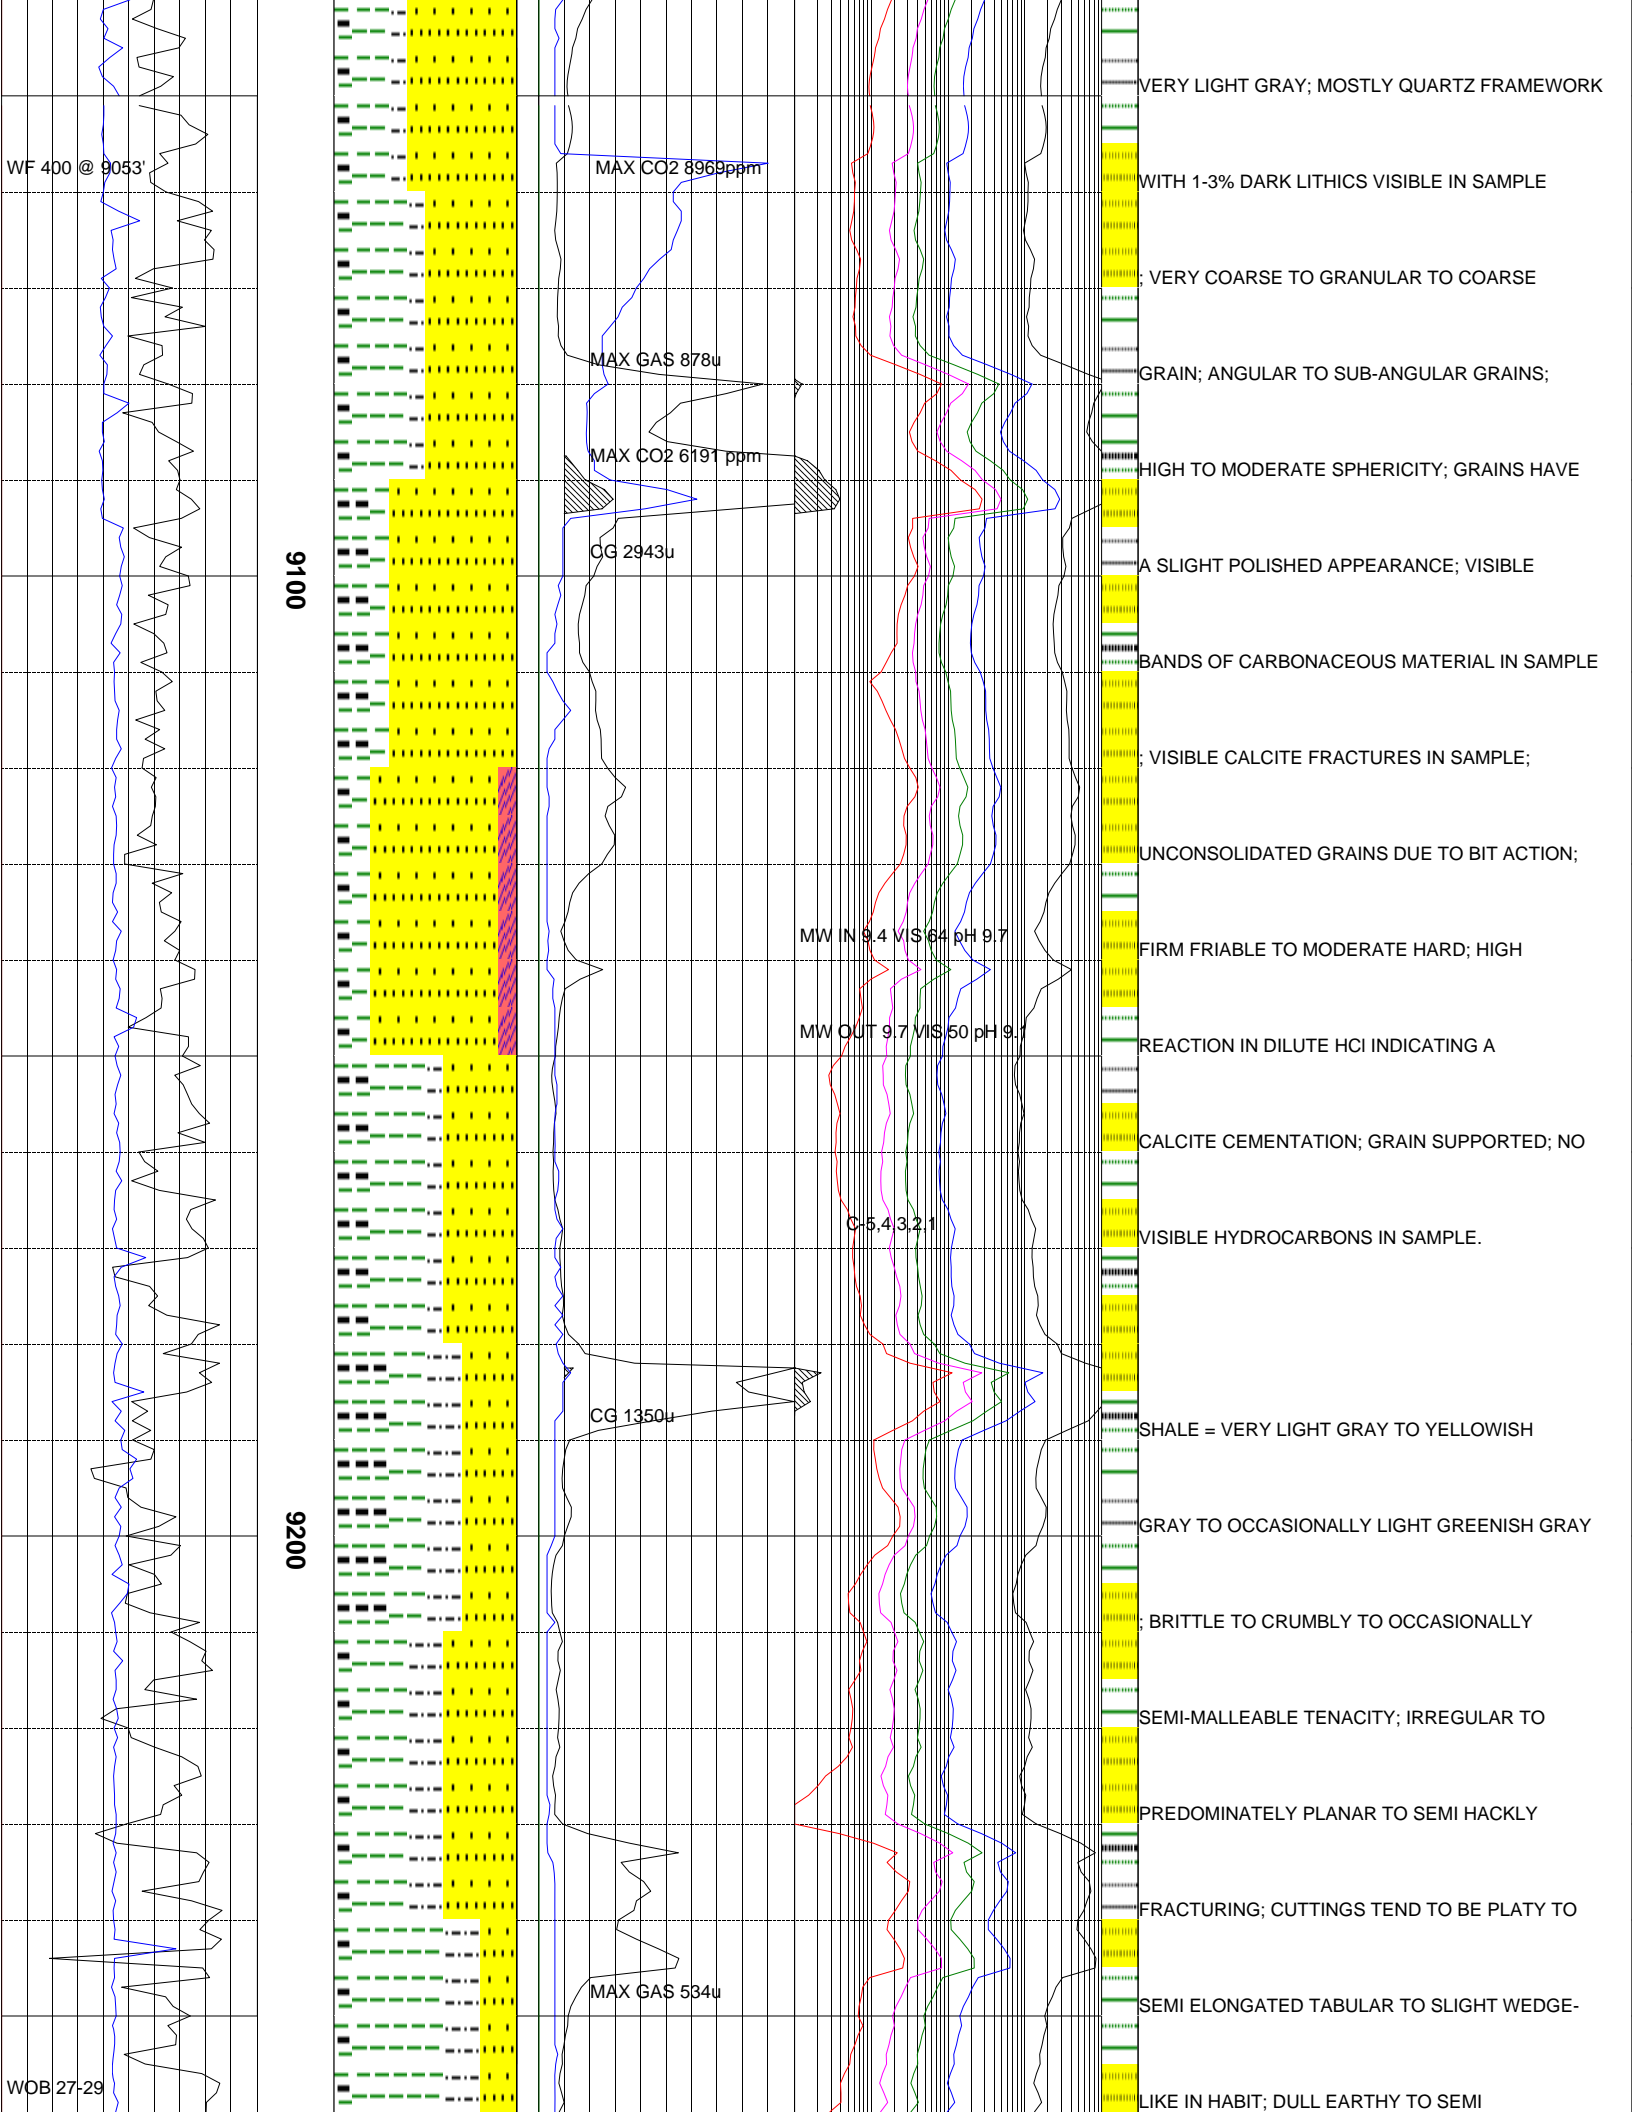 VERY LIGHT GRAY; MOSTLY QUARTZ FRAMEWORK
WF 400 @ 9053'
MAX CO2 8969ppm
WITH 1-3% DARK LITHICS VISIBLE IN SAMPLE
; VERY COARSE TO GRANULAR TO COARSE
MAX GAS 878u
GRAIN; ANGULAR TO SUB-ANGULAR GRAINS;
MAX CO2 6191 ppm
HIGH TO MODERATE SPHERICITY; GRAINS HAVE
CG 2943u
9100
A SLIGHT POLISHED APPEARANCE; VISIBLE
BANDS OF CARBONACEOUS MATERIAL IN SAMPLE
; VISIBLE CALCITE FRACTURES IN SAMPLE;
UNCONSOLIDATED GRAINS DUE TO BIT ACTION;
MW IN 9.4 VIS 64 pH 9.7
FIRM FRIABLE TO MODERATE HARD; HIGH
MW OUT 9.7 VIS 50 pH 9.1
REACTION IN DILUTE HCl INDICATING A
CALCITE CEMENTATION; GRAIN SUPPORTED; NO
C-5,4,3,2,1
VISIBLE HYDROCARBONS IN SAMPLE.
CG 1350u
SHALE = VERY LIGHT GRAY TO YELLOWISH
9200
GRAY TO OCCASIONALLY LIGHT GREENISH GRAY
; BRITTLE TO CRUMBLY TO OCCASIONALLY
SEMI-MALLEABLE TENACITY; IRREGULAR TO
PREDOMINATELY PLANAR TO SEMI HACKLY
FRACTURING; CUTTINGS TEND TO BE PLATY TO
MAX GAS 534u
SEMI ELONGATED TABULAR TO SLIGHT WEDGE-
WOB 27-29
LIKE IN HABIT; DULL EARTHY TO SEMI